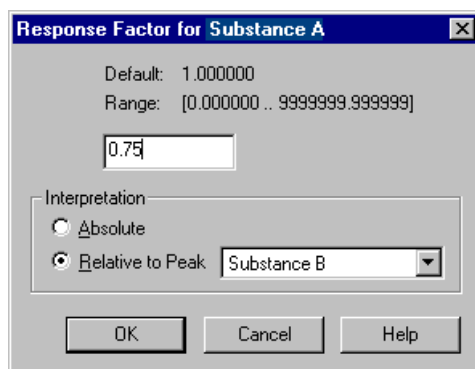 Response Factor for Substance A
Default: 1.000000
Range: [0.000000 .. 9999999.999999]
0.75
Interpretation
Absolute
Relative to Peak Substance B
OK Cancel Help